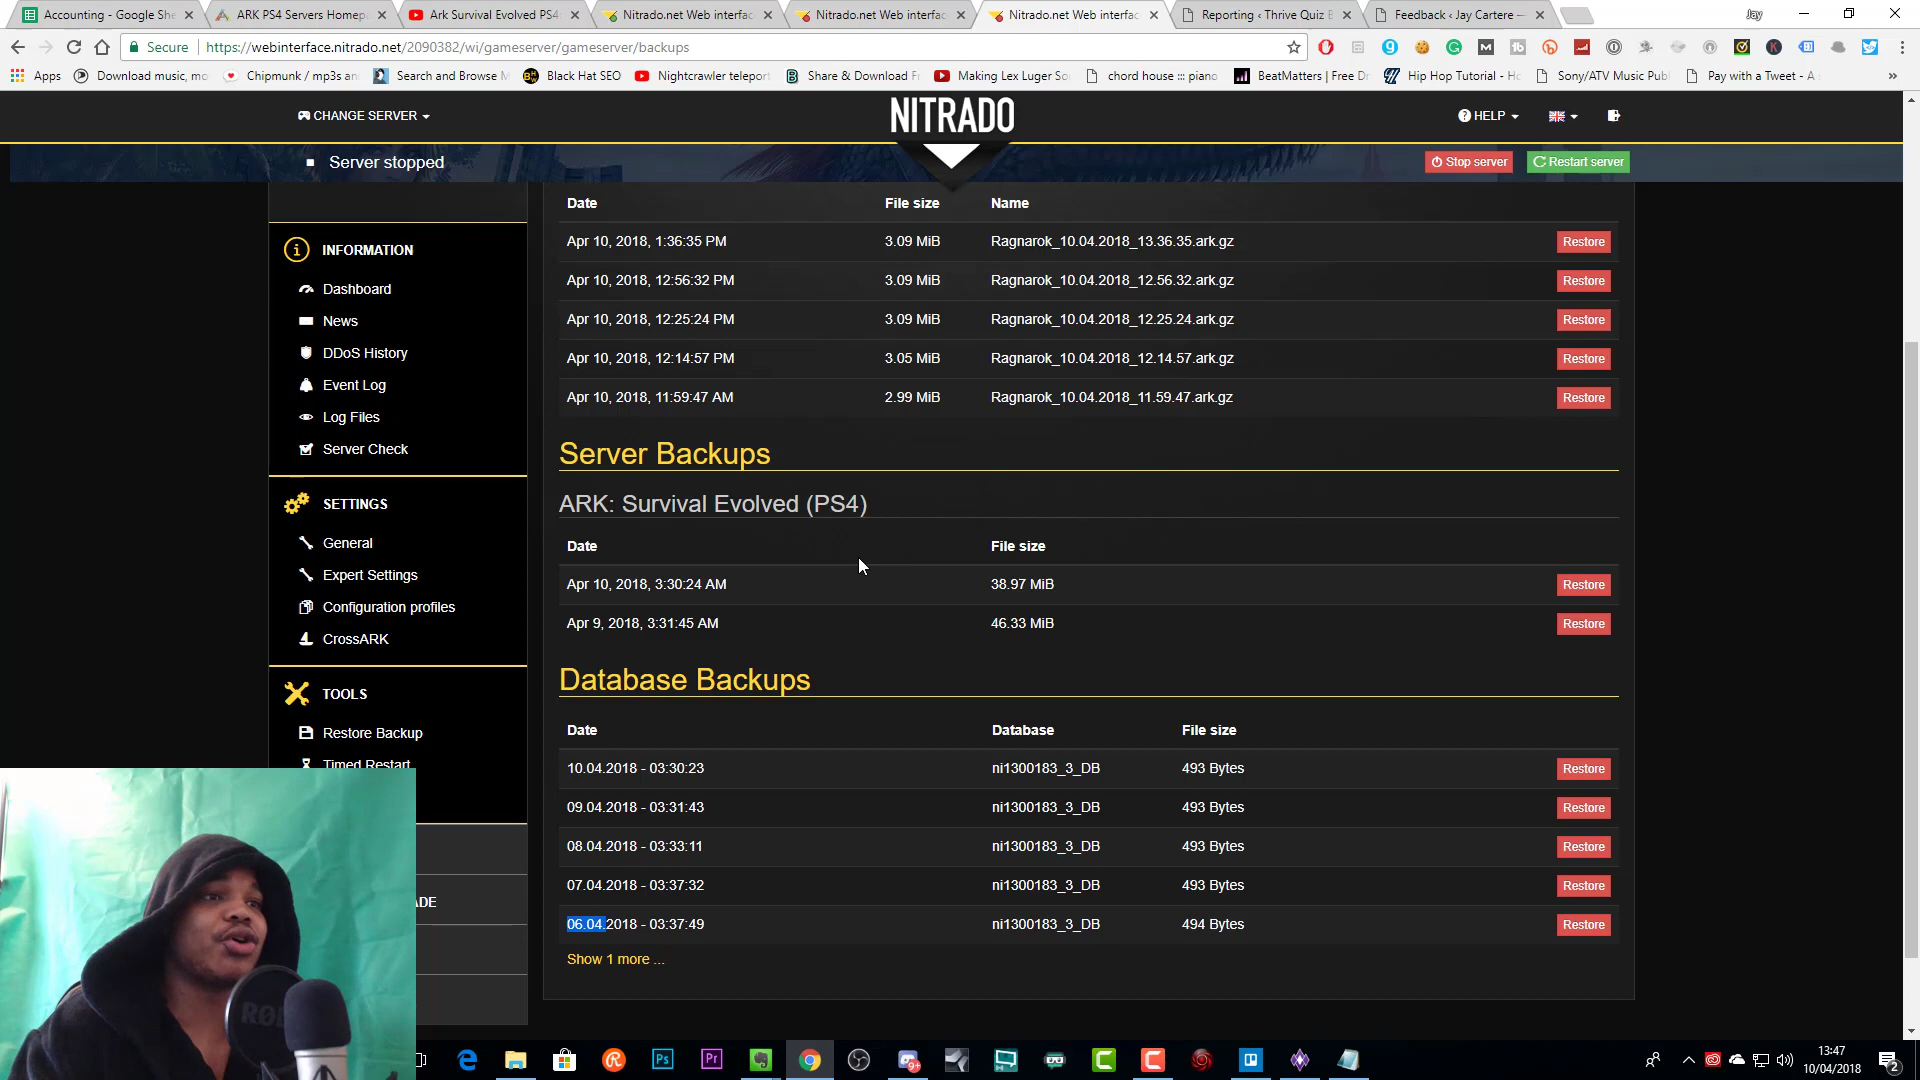 Accounting - Google She
ARK PS4 Servers Homep
Ark Survival Evolved PS4
Nitrado.net Web interfac
Nitrado.net Web interfac
Nitrado.net Web interfac
Reporting ‹ Thrive Quiz B
Feedback ‹ Jay Cartere —
Jay
Secure
https://webinterface.nitrado.net/2090382/wi/gameserver/gameserver/backups
Apps
Download music, mo
Chipmunk / mp3s an
Search and Browse M
Black Hat SEO
Nightcrawler teleport
Share & Download F
Making Lex Luger So
chord house ::: piano
BeatMatters | Free D
Hip Hop Tutorial - Ho
Sony/ATV Music Publ
Pay with a Tweet - A
CHANGE SERVER
NITRADO
HELP
Server stopped
Stop server
Restart server
INFORMATION
Dashboard
News
DDoS History
Event Log
Log Files
Server Check
SETTINGS
General
Expert Settings
Configuration profiles
CrossARK
TOOLS
Restore Backup
Timed Restart
ADE
Date File size Name
Apr 10, 2018, 1:36:35 PM 3.09 MiB Ragnarok_10.04.2018_13.36.35.ark.gz Restore
Apr 10, 2018, 12:56:32 PM 3.09 MiB Ragnarok_10.04.2018_12.56.32.ark.gz Restore
Apr 10, 2018, 12:25:24 PM 3.09 MiB Ragnarok_10.04.2018_12.25.24.ark.gz Restore
Apr 10, 2018, 12:14:57 PM 3.05 MiB Ragnarok_10.04.2018_12.14.57.ark.gz Restore
Apr 10, 2018, 11:59:47 AM 2.99 MiB Ragnarok_10.04.2018_11.59.47.ark.gz Restore
Server Backups
ARK: Survival Evolved (PS4)
Date File size
Apr 10, 2018, 3:30:24 AM 38.97 MiB Restore
Apr 9, 2018, 3:31:45 AM 46.33 MiB Restore
Database Backups
Date Database File size
10.04.2018 - 03:30:23 ni1300183_3_DB 493 Bytes Restore
09.04.2018 - 03:31:43 ni1300183_3_DB 493 Bytes Restore
08.04.2018 - 03:33:11 ni1300183_3_DB 493 Bytes Restore
07.04.2018 - 03:37:32 ni1300183_3_DB 493 Bytes Restore
06.04.2018 - 03:37:49 ni1300183_3_DB 494 Bytes Restore
Show 1 more ...
RØD
Ps
Pr
13:47
10/04/2018
2